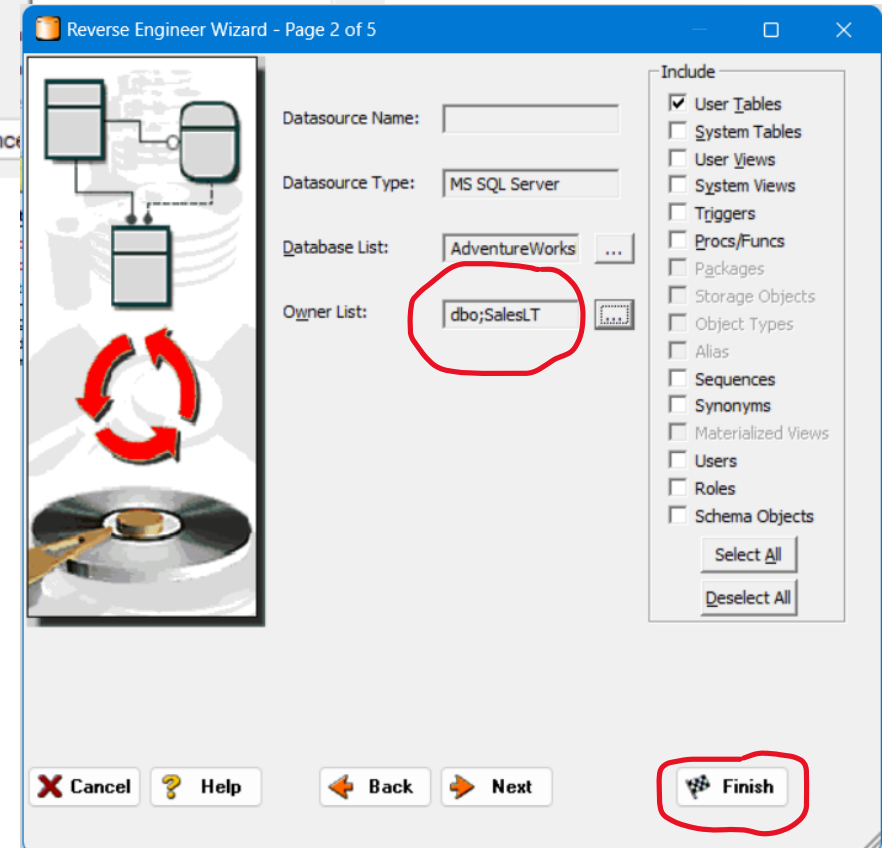 Reverse Engineer Wizard - Page 2 of 5
Datasource Name:
Datasource Type: MS SQL Server
Database List: AdventureWorks ...
Owner List: dbo;SalesLT ...
Include
User Tables
System Tables
User Views
System Views
Triggers
Procs/Funcs
Packages
Storage Objects
Object Types
Alias
Sequences
Synonyms
Materialized Views
Users
Roles
Schema Objects
Select All
Deselect All
Cancel Help Back Next Finish